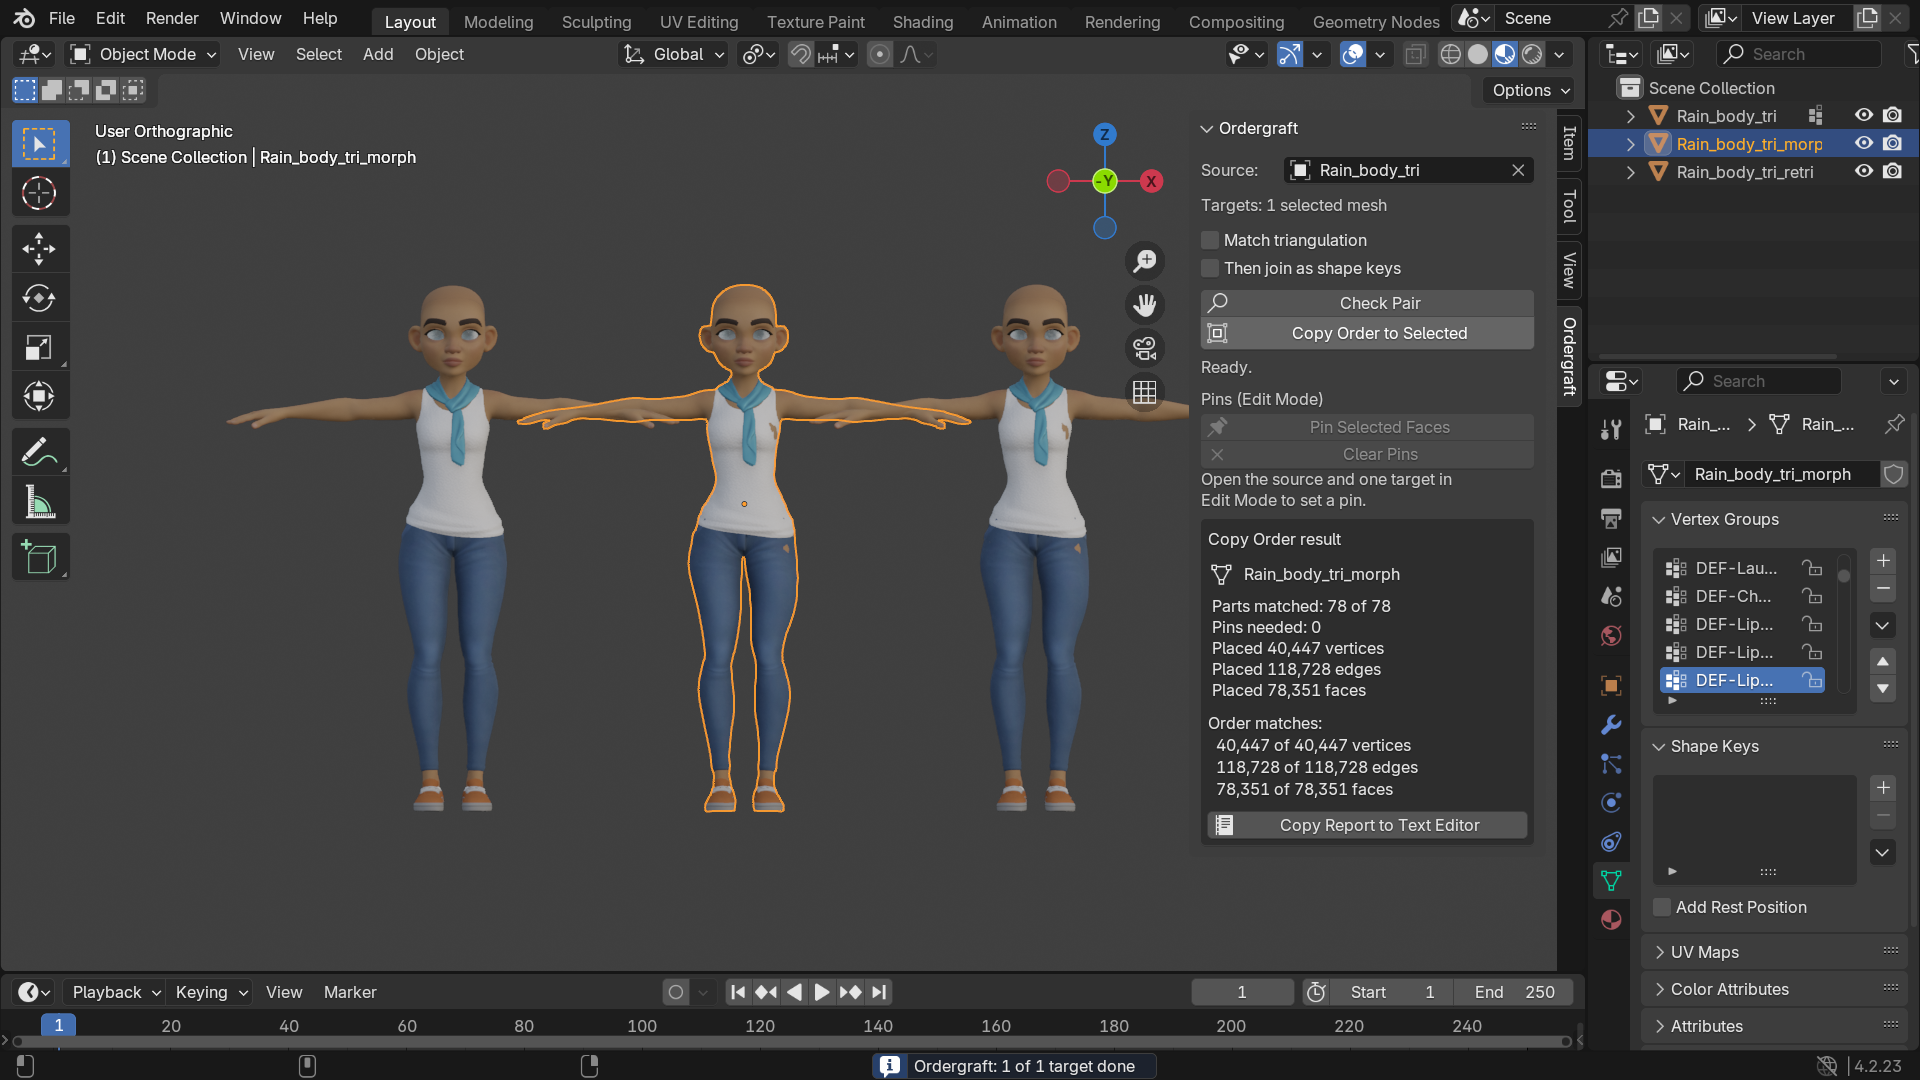 File Edit Render Window Help
Layout Modeling Sculpting UV Editing Texture Paint Shading Animation Rendering Compositing Geometry Nodes
Scene
View Layer
Object Mode View Select Add Object
Global
Search
Options
User Orthographic
(1) Scene Collection | Rain_body_tri_morph
Z
-Y
X
Ordergraft
Source: Rain_body_tri
Targets: 1 selected mesh
Match triangulation
Then join as shape keys
Check Pair
Copy Order to Selected
Ready.
Pins (Edit Mode)
Pin Selected Faces
Clear Pins
Open the source and one target in
Edit Mode to set a pin.
Copy Order result
Rain_body_tri_morph
Parts matched: 78 of 78
Pins needed: 0
Placed 40,447 vertices
Placed 118,728 edges
Placed 78,351 faces
Order matches:
40,447 of 40,447 vertices
118,728 of 118,728 edges
78,351 of 78,351 faces
Copy Report to Text Editor
Item
Tool
View
Ordergraft
Scene Collection
Rain_body_tri
Rain_body_tri_morp
Rain_body_tri_retri
Search
Rain_... Rain_...
Rain_body_tri_morph
Vertex Groups
DEF-Lau...
DEF-Ch...
DEF-Lip...
DEF-Lip...
DEF-Lip...
Shape Keys
Add Rest Position
UV Maps
Color Attributes
Attributes
Playback Keying View Marker
1
Start 1
End 250
1 20 40 60 80 100 120 140 160 180 200 220 240
Ordergraft: 1 of 1 target done
4.2.23